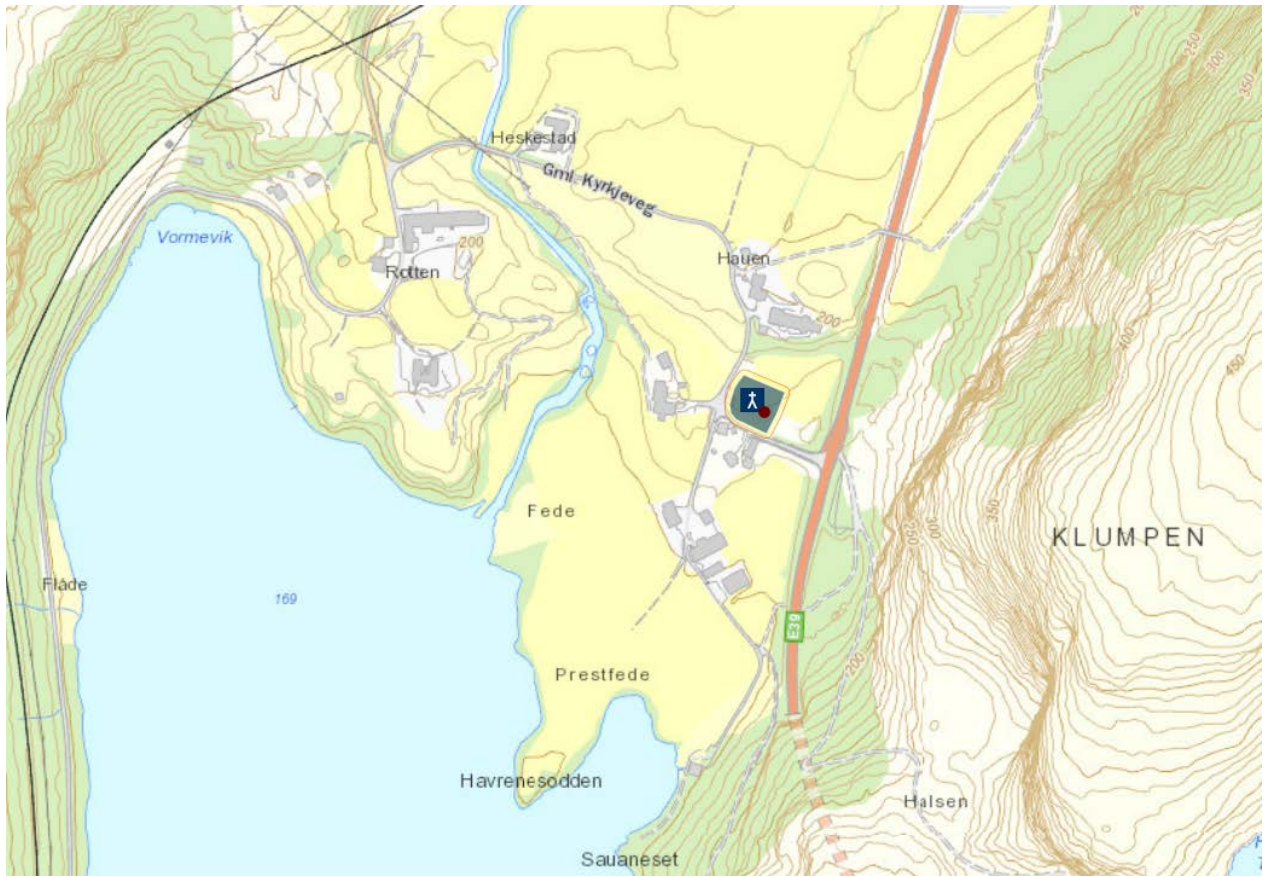 250
300
350
200
Heskestad
Gml. Kyrkjeveg
Vormevik
200
Hauen
Rotten
200
400
450
350
300
250
Fede
KLUMPEN
Flåde
169
E39
200
Prestfede
Havrenesodden
Halsen
Sauaneset